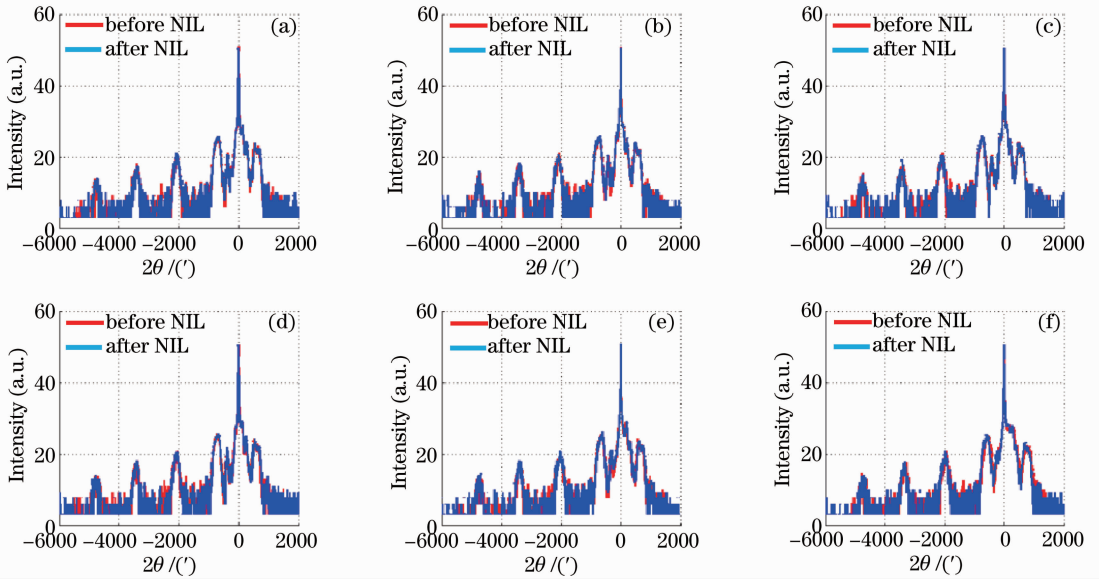 60
before NIL
(a)
after NIL
40
20
0
−6000 −4000 −2000 0 2000
2θ /(′)
Intensity (a.u.)
60
before NIL
(b)
after NIL
40
20
0
−6000 −4000 −2000 0 2000
2θ /(′)
Intensity (a.u.)
60
before NIL
(c)
after NIL
40
20
0
−6000 −4000 −2000 0 2000
2θ /(′)
Intensity (a.u.)
60
before NIL
(d)
after NIL
40
20
0
−6000 −4000 −2000 0 2000
2θ /(′)
Intensity (a.u.)
60
before NIL
(e)
after NIL
40
20
0
−6000 −4000 −2000 0 2000
2θ /(′)
Intensity (a.u.)
60
before NIL
(f)
after NIL
40
20
0
−6000 −4000 −2000 0 2000
2θ /(′)
Intensity (a.u.)